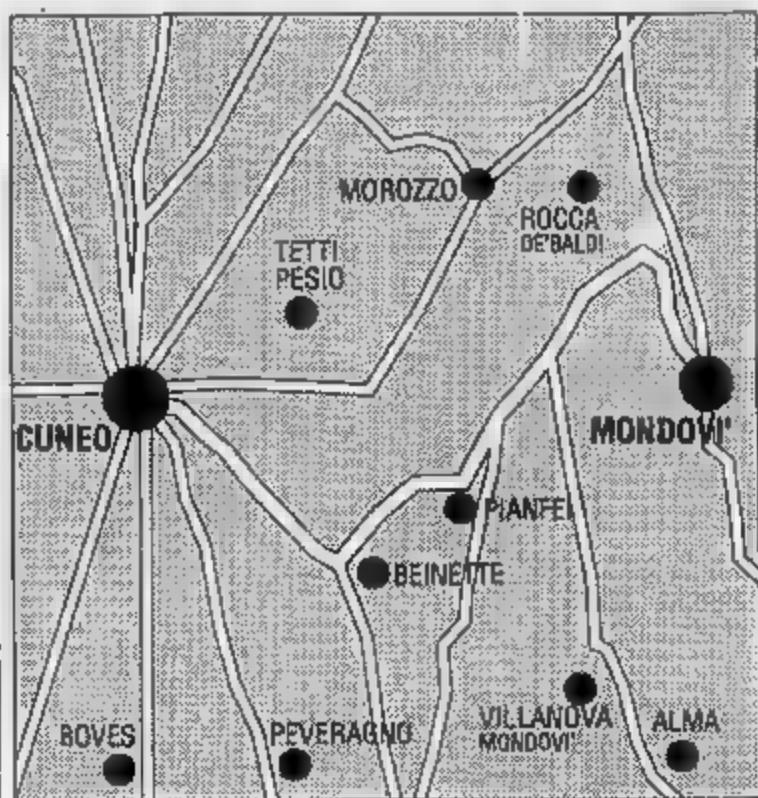 MOROZZO
ROCCA
DE'BALDI
TETTI
PESIO
CUNEO
MONDOVI'
PIANFEI
BEINETTE
VILLANOVA
MONDOVI'
ALMA
BOVES
PEVERAGNO